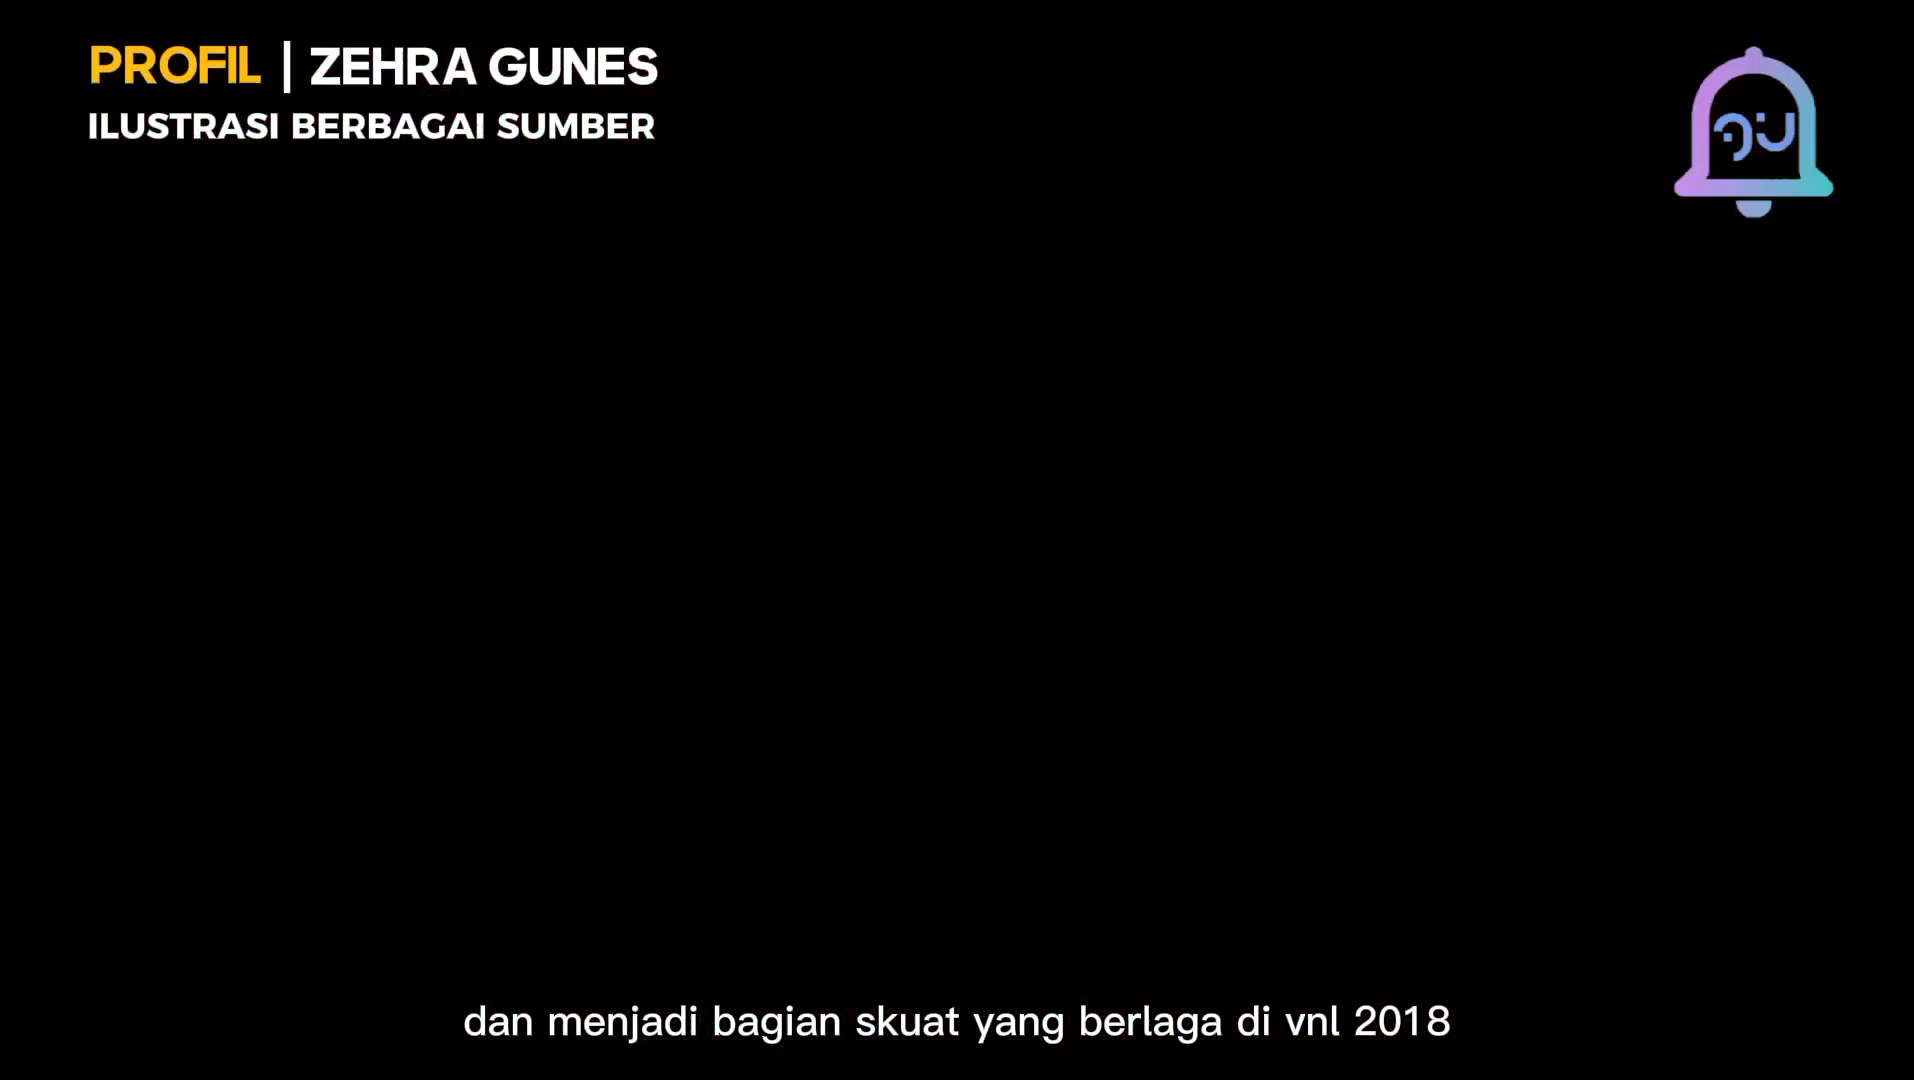 PROFIL | ZEHRA GUNES
ILUSTRASI BERBAGAI SUMBER
dan menjadi bagian skuat yang berlaga di vnl 2018